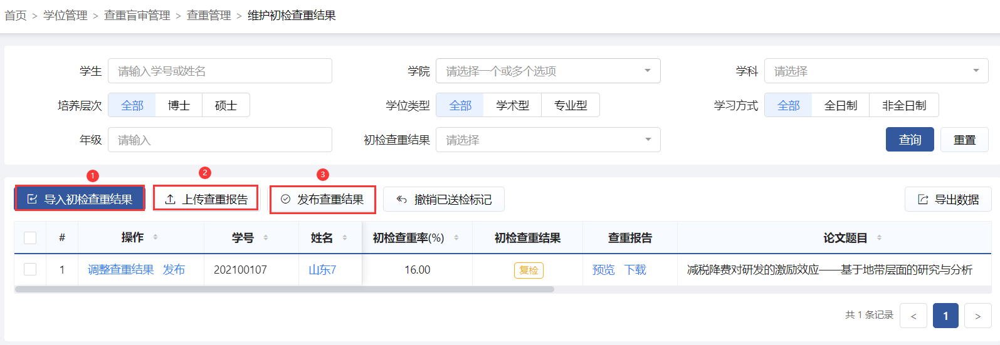 首页 > 学位管理 > 查重盲审管理 > 查重管理 > 维护初检查重结果
学生 请输入学号或姓名 学院 请选择一个或多个选项 学科 请选择
培养层次 全部 博士 硕士 学位类型 全部 学术型 专业型 学习方式 全部 全日制 非全日制
年级 请输入 初检查重结果 请选择 查询 重置
1 2 3
导入初检查重结果 上传查重报告 发布查重结果 撤销已送检标记 导出数据
# 操作 学号 姓名 初检查重率(%) 初检查重结果 查重报告 论文题目
1 调整查重结果 发布 202100107 山东7 16.00 复检 预览 下载 减税降费对研发的激励效应——基于地带层面的研究与分析
共 1 条记录 < 1 >